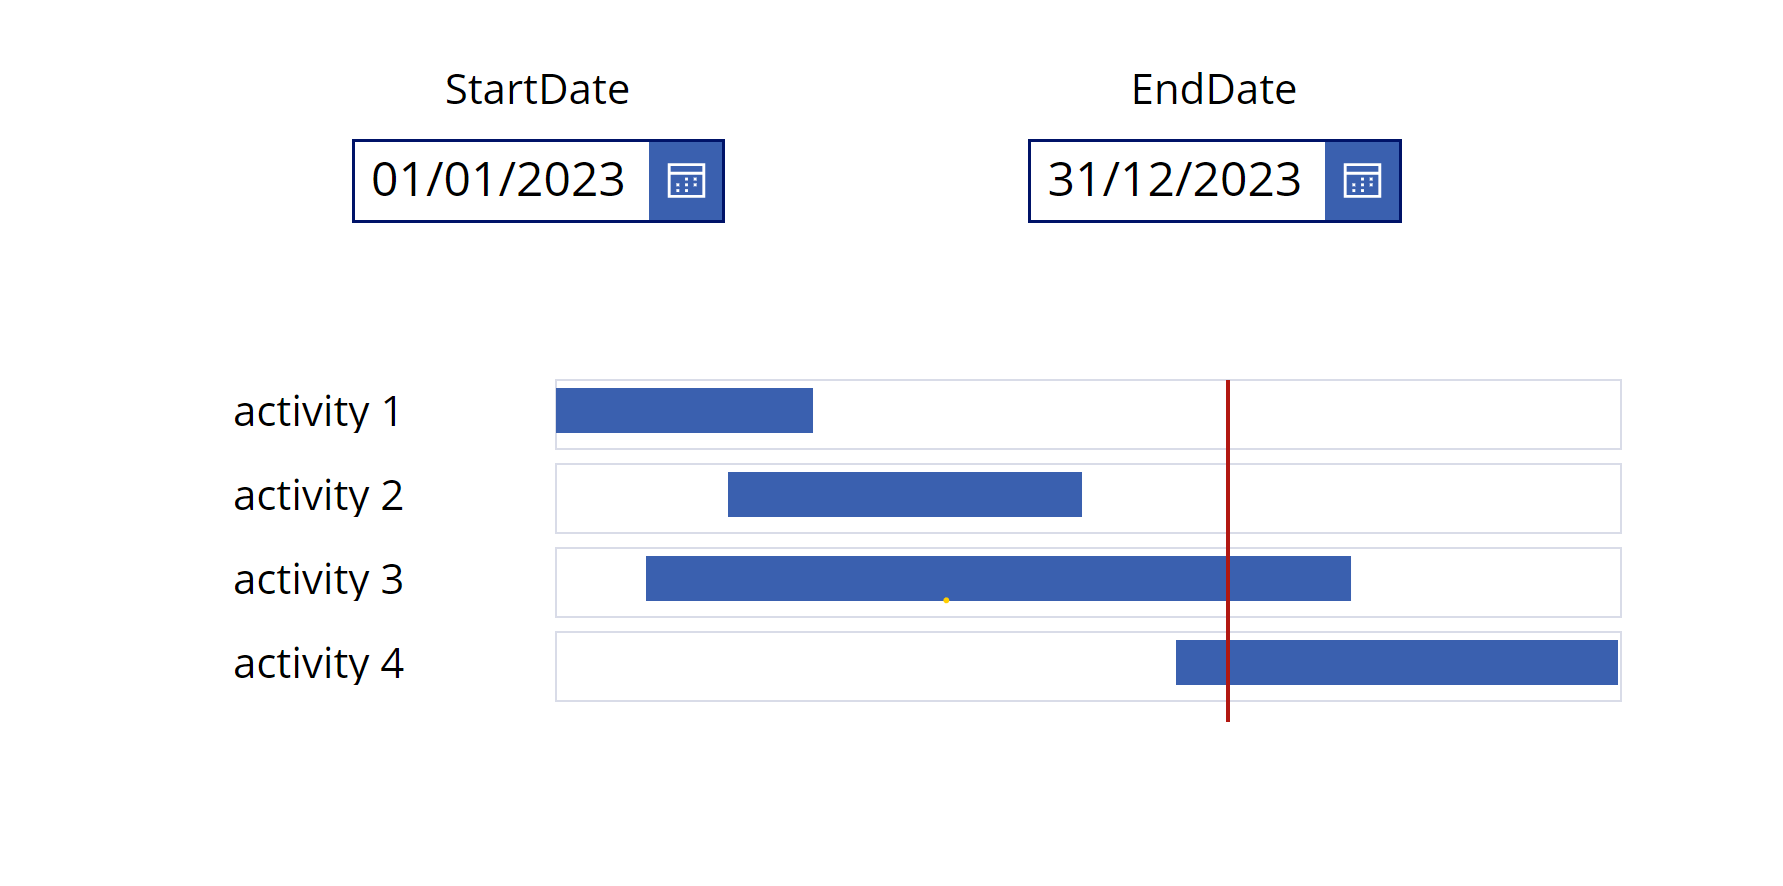 StartDate
EndDate
01/01/2023
31/12/2023
activity 1
activity 2
activity 3
activity 4